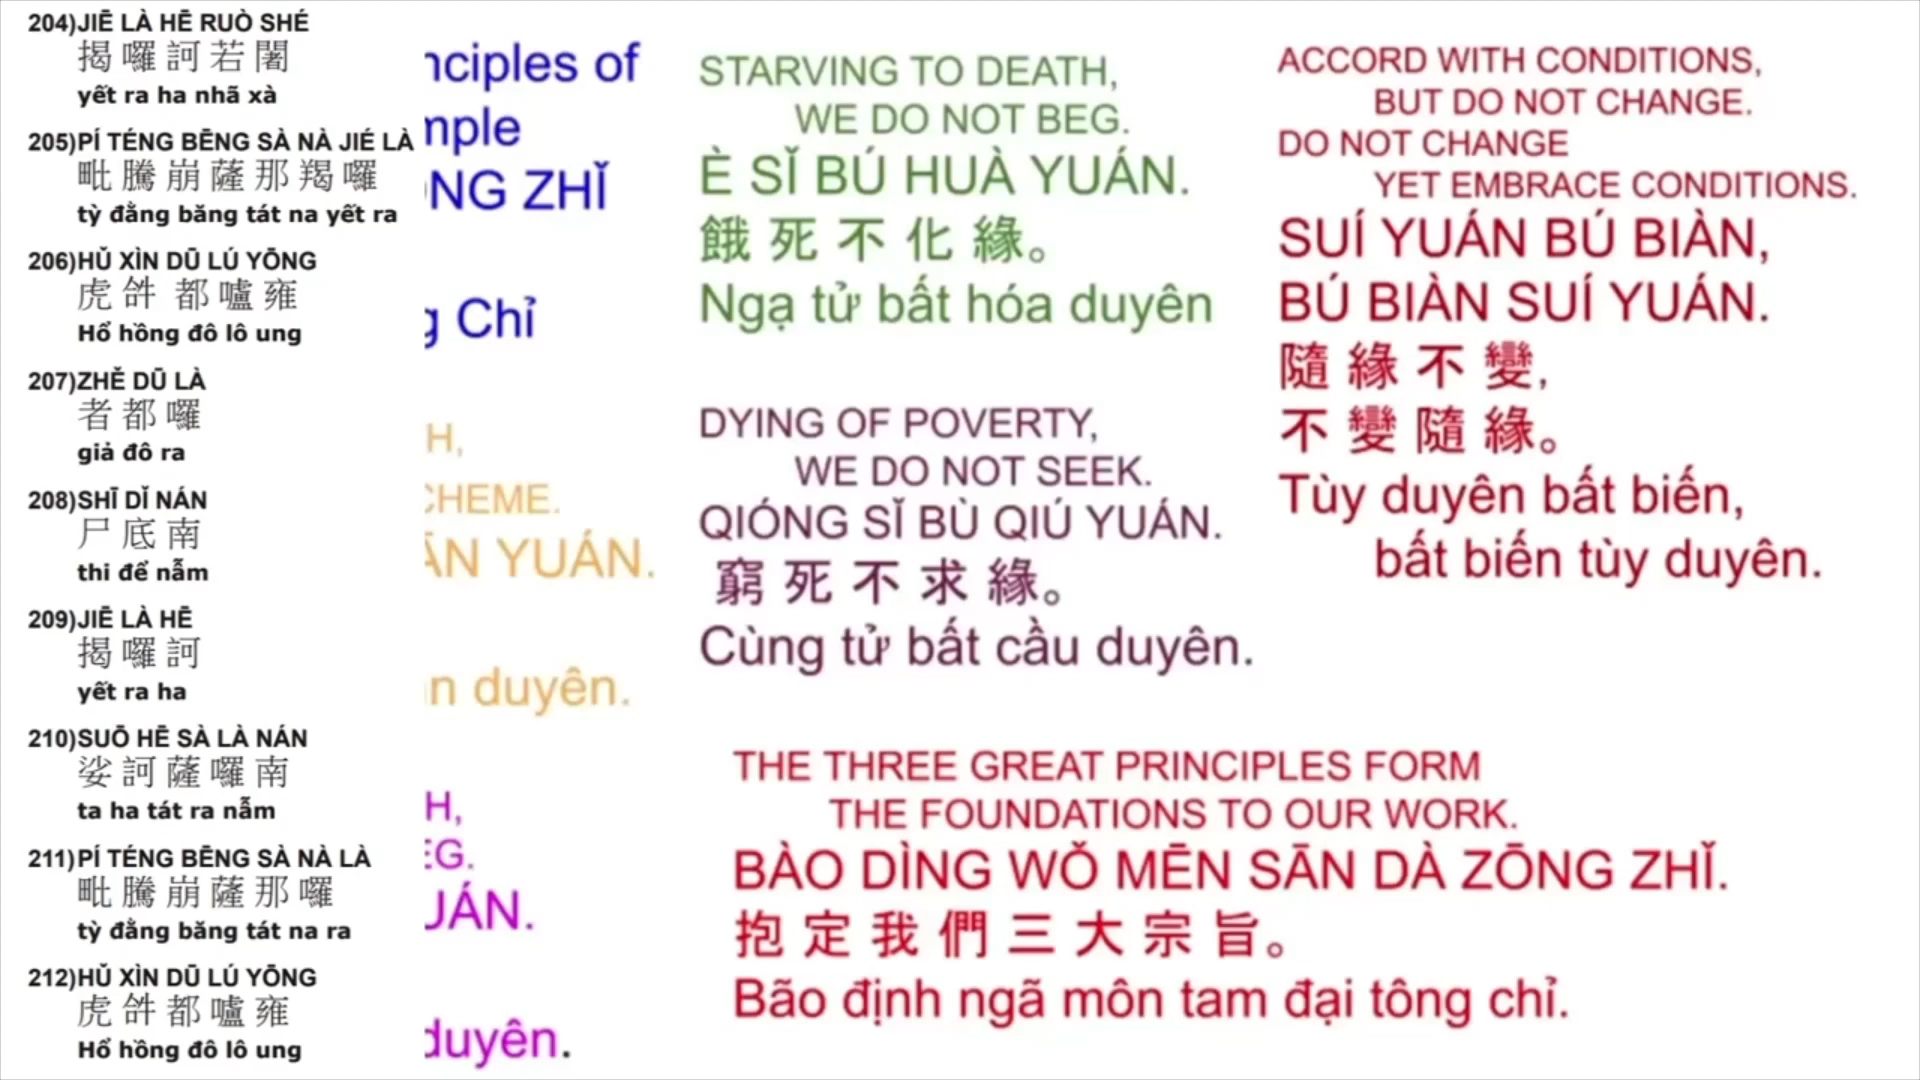 204)JIĒ LÀ HĒ RUÒ SHÉ
揭囉訶若闍
yết ra ha nhã xà
205)PÍ TÉNG BĒNG SÀ NÀ JIÉ LÀ
毗騰崩薩那羯囉
tỳ đằng băng tát na yết ra
206)HǓ XÌN DŪ LÚ YŌNG
虎𤙖都嚧雍
Hổ hồng đô lô ung
207)ZHĚ DŪ LÀ
者都囉
giả đô ra
208)SHĪ DǏ NÁN
尸底南
thi để nẫm
209)JIĒ LÀ HĒ
揭囉訶
yết ra ha
210)SUŌ HĒ SÀ LÀ NÁN
娑訶薩囉南
ta ha tát ra nẫm
211)PÍ TÉNG BĒNG SÀ NÀ LÀ
毗騰崩薩那囉
tỳ đằng băng tát na ra
212)HǓ XÌN DŪ LÚ YŌNG
虎𤙖都嚧雍
Hổ hồng đô lô ung
nciples of
mple
ONG ZHǏ
g Chỉ
H,
CHEME.
ĀN YUÁN.
n duyên.
H,
EG.
UÁN.
duyên.
STARVING TO DEATH,
WE DO NOT BEG.
È SǏ BÚ HUÀ YUÁN.
餓死不化緣。
Ngạ tử bất hóa duyên
DYING OF POVERTY,
WE DO NOT SEEK.
QIÓNG SǏ BÙ QIÚ YUÁN.
窮死不求緣。
Cùng tử bất cầu duyên.
ACCORD WITH CONDITIONS,
BUT DO NOT CHANGE.
DO NOT CHANGE
YET EMBRACE CONDITIONS.
SUÍ YUÁN BÚ BIÀN,
BÚ BIÀN SUÍ YUÁN.
隨緣不變,
不變隨緣。
Tùy duyên bất biến,
bất biến tùy duyên.
THE THREE GREAT PRINCIPLES FORM
THE FOUNDATIONS TO OUR WORK.
BÀO DÌNG WǑ MĒN SĀN DÀ ZŌNG ZHǏ.
抱定我們三大宗旨。
Bão định ngã môn tam đại tông chỉ.